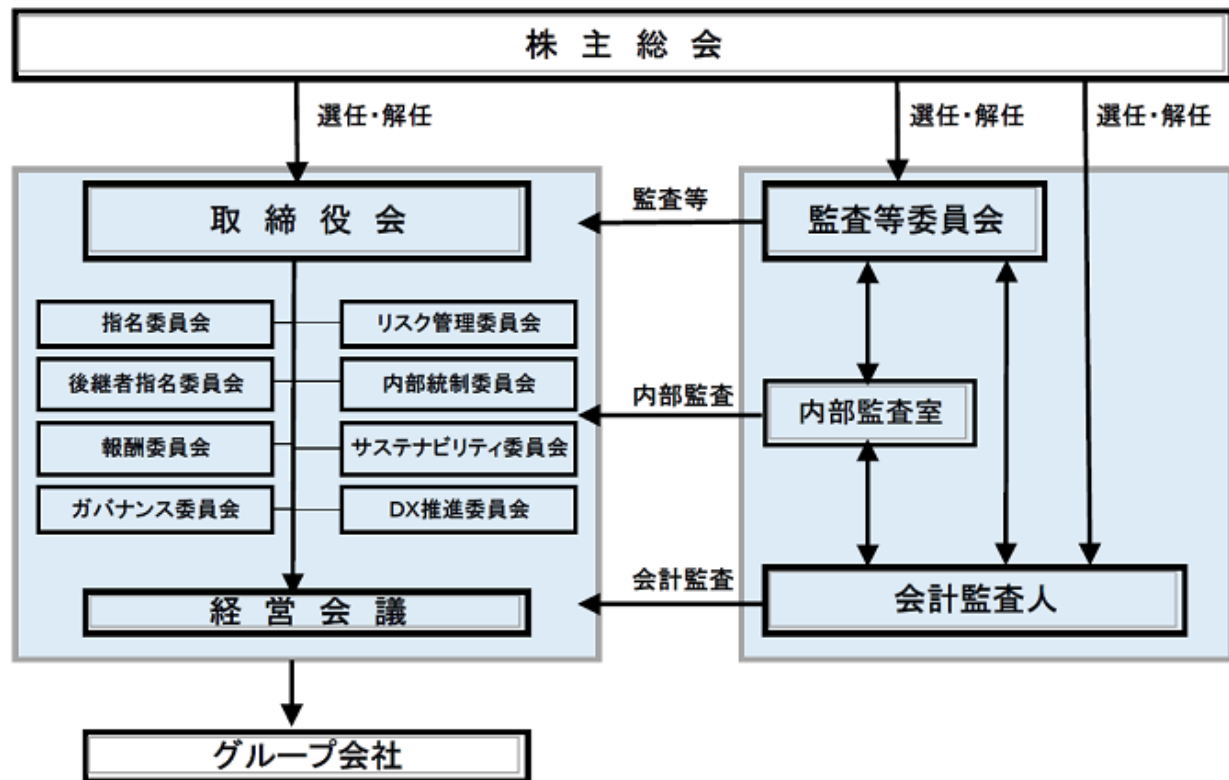 株主総会
選任・解任
選任・解任
選任・解任
取締役会
監査等
監査等委員会
指名委員会
リスク管理委員会
後継者指名委員会
内部統制委員会
内部監査
内部監査室
報酬委員会
サステナビリティ委員会
ガバナンス委員会
DX推進委員会
会計監査
会計監査人
経営会議
グループ会社